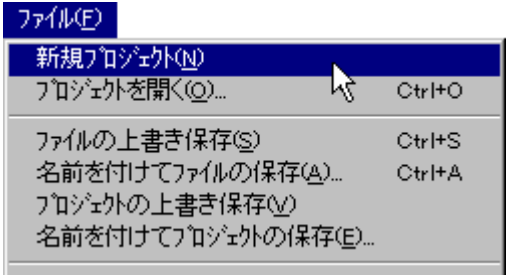 ファイル(F)
新規プロジェクト(N)
プロジェクトを開く(O)... Ctrl+O
ファイルの上書き保存(S) Ctrl+S
名前を付けてファイルの保存(A)... Ctrl+A
プロジェクトの上書き保存(V)
名前を付けてプロジェクトの保存(E)...